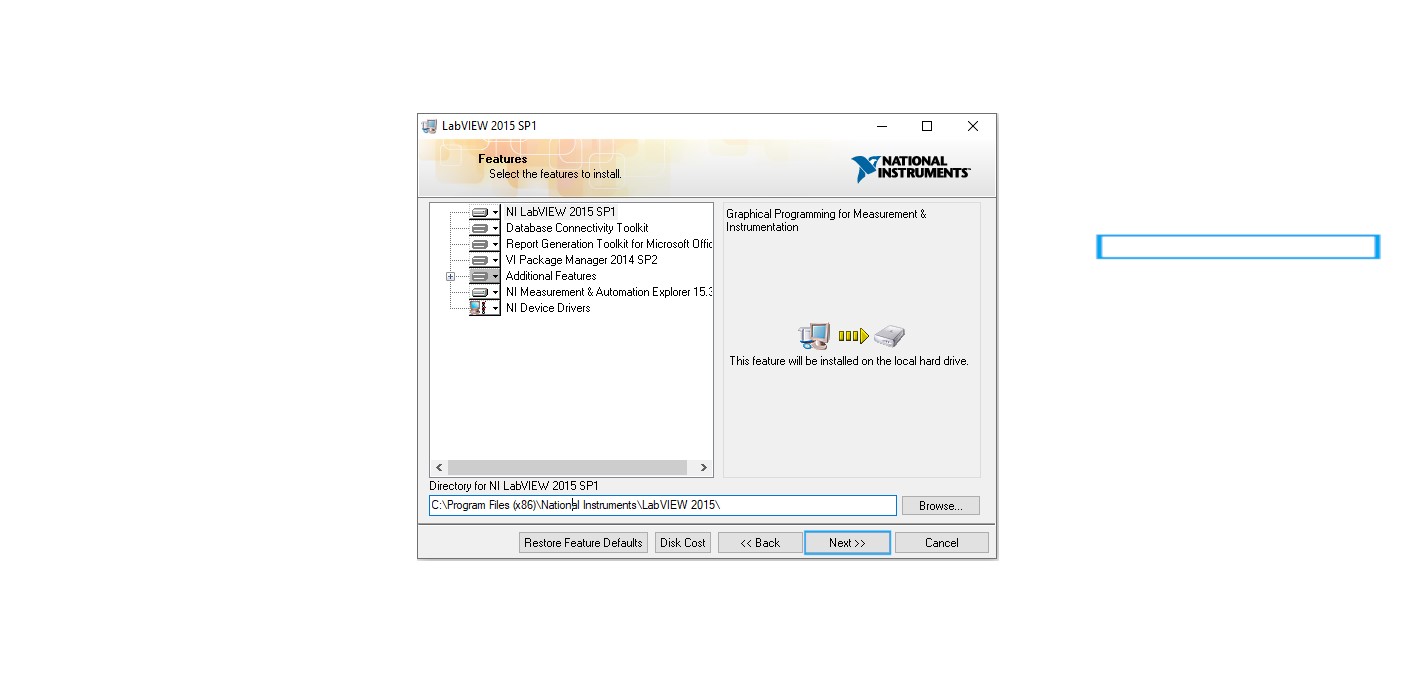 LabVIEW 2015 SP1
Features
Select the features to install.
NATIONAL
INSTRUMENTS™
NI LabVIEW 2015 SP1
Database Connectivity Toolkit
Report Generation Toolkit for Microsoft Offic
VI Package Manager 2014 SP2
Additional Features
NI Measurement & Automation Explorer 15.3
NI Device Drivers
Graphical Programming for Measurement &
Instrumentation
This feature will be installed on the local hard drive.
Directory for NI LabVIEW 2015 SP1
C:\Program Files (x86)\National Instruments\LabVIEW 2015\
Browse...
Restore Feature Defaults
Disk Cost
<< Back
Next >>
Cancel